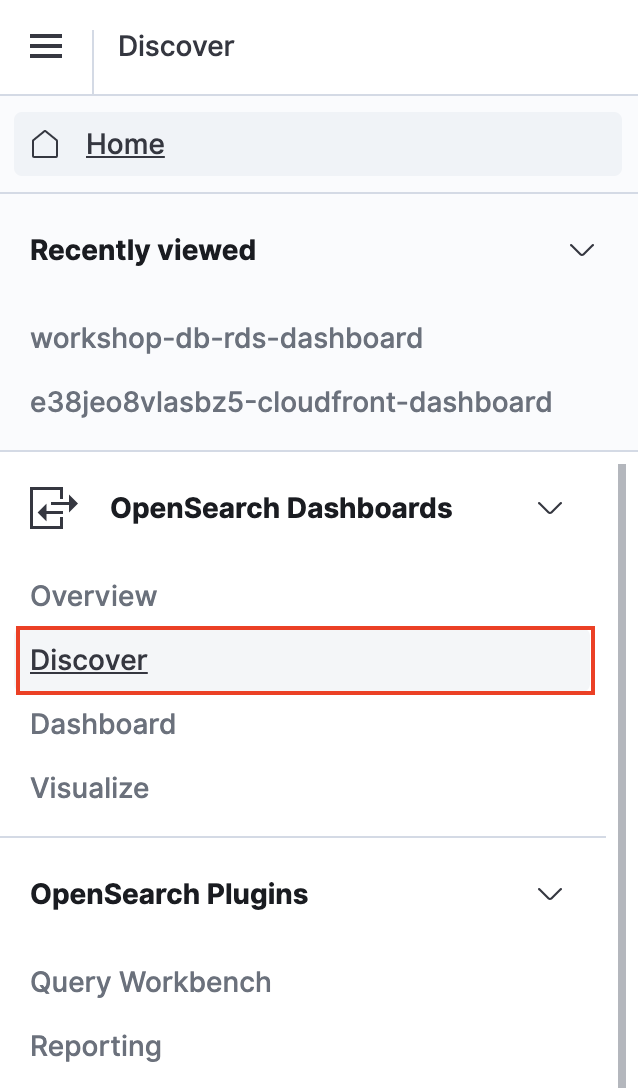 Discover
Home
Recently viewed
workshop-db-rds-dashboard
e38jeo8vlasbz5-cloudfront-dashboard
OpenSearch Dashboards
Overview
Discover
Dashboard
Visualize
OpenSearch Plugins
Query Workbench
Reporting